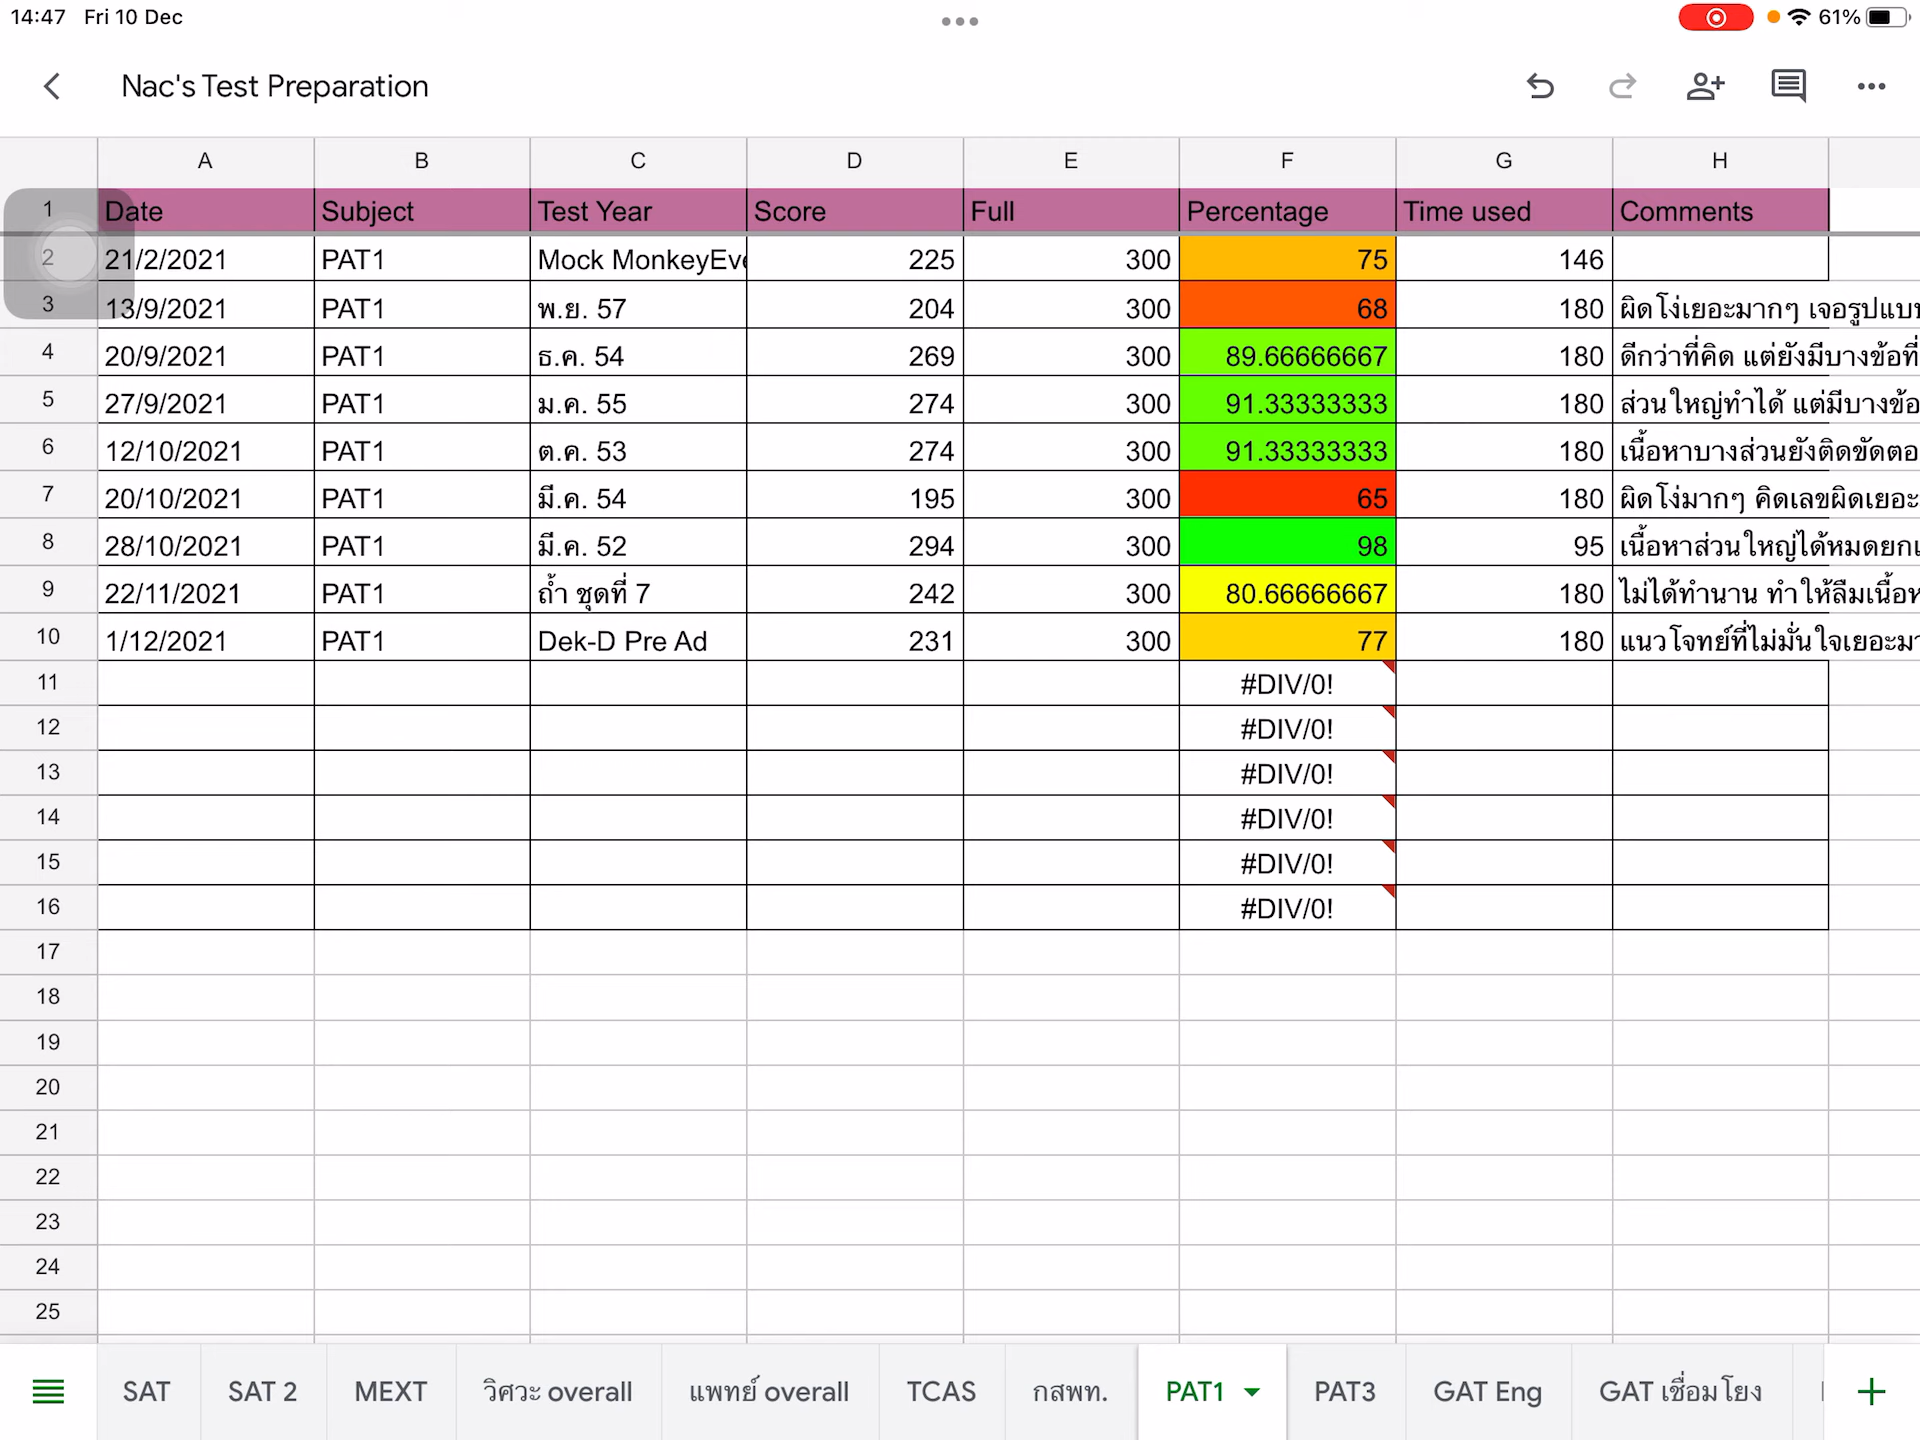 14:47 Fri 10 Dec
61%
Nac's Test Preparation
A B C D E F G H
1 Date Subject Test Year Score Full Percentage Time used Comments
2 21/2/2021 PAT1 Mock MonkeyEve 225 300 75 146
3 13/9/2021 PAT1 พ.ย. 57 204 300 68 180 ผิดโง่เยอะมากๆ เจอรูปแบบ
4 20/9/2021 PAT1 ธ.ค. 54 269 300 89.66666667 180 ดีกว่าที่คิด แต่ยังมีบางข้อที่
5 27/9/2021 PAT1 ม.ค. 55 274 300 91.33333333 180 ส่วนใหญ่ทำได้ แต่มีบางข้อ
6 12/10/2021 PAT1 ต.ค. 53 274 300 91.33333333 180 เนื้อหาบางส่วนยังติดขัดตอ
7 20/10/2021 PAT1 มี.ค. 54 195 300 65 180 ผิดโง่มากๆ คิดเลขผิดเยอะ
8 28/10/2021 PAT1 มี.ค. 52 294 300 98 95 เนื้อหาส่วนใหญ่ได้หมดยกเ
9 22/11/2021 PAT1 ถ้ำ ชุดที่ 7 242 300 80.66666667 180 ไม่ได้ทำนาน ทำให้ลืมเนื้อห
10 1/12/2021 PAT1 Dek-D Pre Ad 231 300 77 180 แนวโจทย์ที่ไม่มั่นใจเยอะมา
11 #DIV/0!
12 #DIV/0!
13 #DIV/0!
14 #DIV/0!
15 #DIV/0!
16 #DIV/0!
17
18
19
20
21
22
23
24
25
SAT SAT 2 MEXT วิศวะ overall แพทย์ overall TCAS กสพท. PAT1 PAT3 GAT Eng GAT เชื่อมโยง